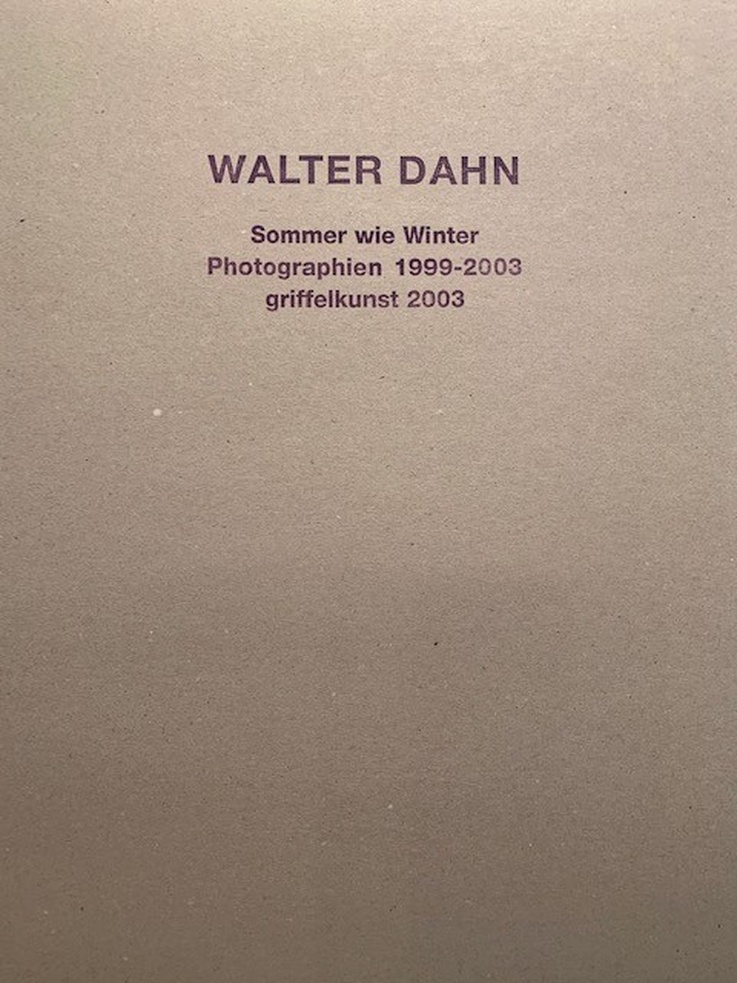 WALTER DAHN
Sommer wie Winter
Photographien 1999-2003
griffelkunst 2003